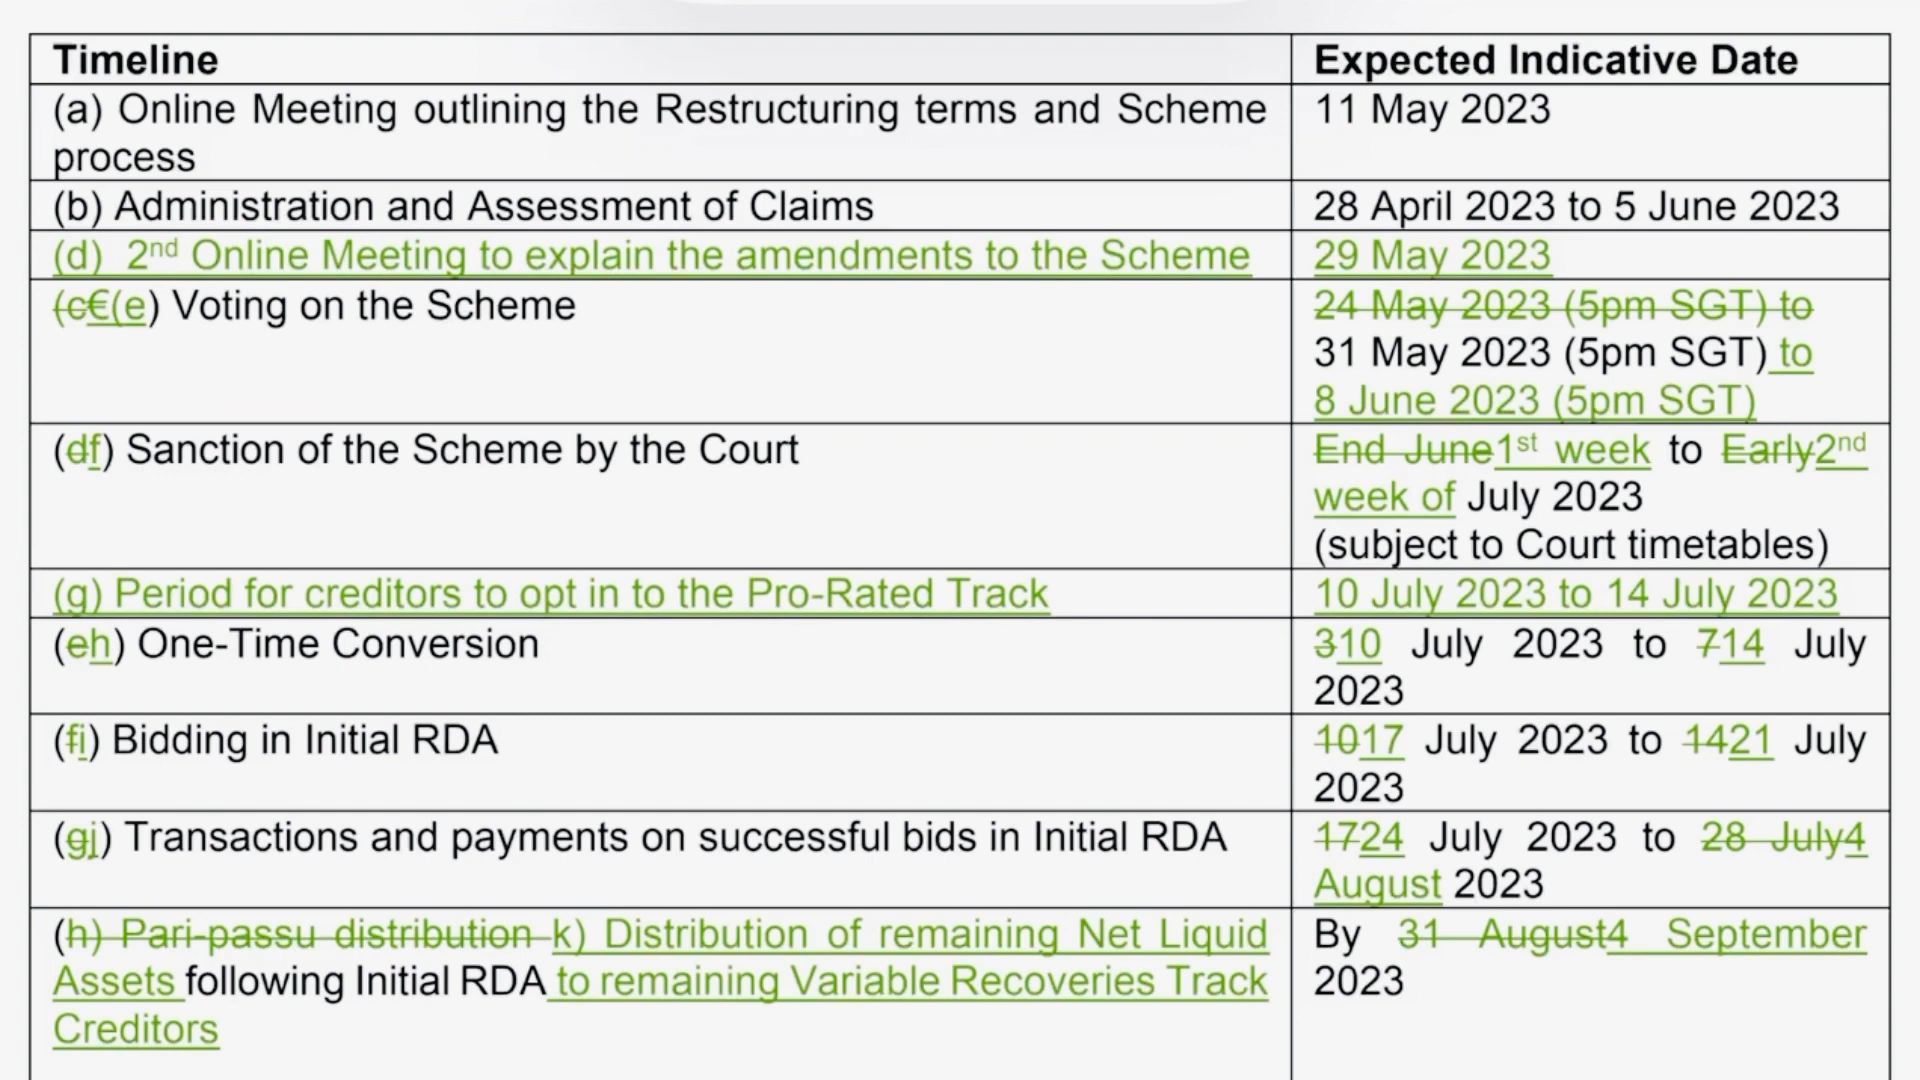 Timeline
Expected Indicative Date
(a) Online Meeting outlining the Restructuring terms and Scheme
process
11 May 2023
(b) Administration and Assessment of Claims
28 April 2023 to 5 June 2023
(d) 2nd Online Meeting to explain the amendments to the Scheme
29 May 2023
(c€(e) Voting on the Scheme
24 May 2023 (5pm SGT) to
31 May 2023 (5pm SGT) to
8 June 2023 (5pm SGT)
(df) Sanction of the Scheme by the Court
End June1st week to Early2nd
week of July 2023
(subject to Court timetables)
(g) Period for creditors to opt in to the Pro-Rated Track
10 July 2023 to 14 July 2023
(eh) One-Time Conversion
310 July 2023 to 714 July
2023
(fi) Bidding in Initial RDA
1017 July 2023 to 1421 July
2023
(gj) Transactions and payments on successful bids in Initial RDA
1724 July 2023 to 28 July4
August 2023
(h) Pari-passu distribution k) Distribution of remaining Net Liquid
Assets following Initial RDA to remaining Variable Recoveries Track
Creditors
By 31 August4 September
2023